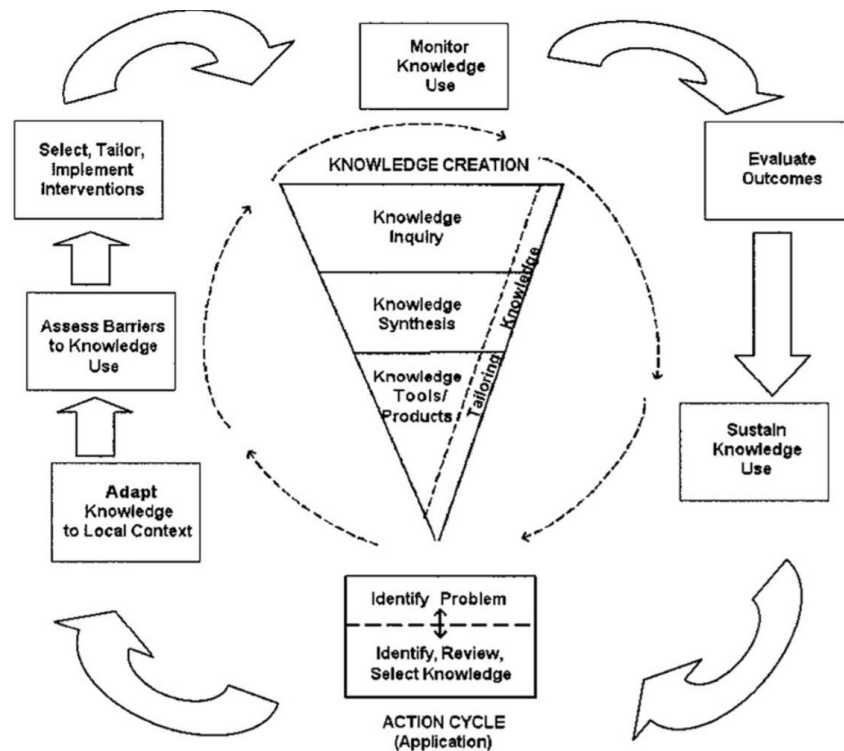 Monitor
Knowledge
Use
Select, Tailor,
Implement
Interventions
Evaluate
Outcomes
KNOWLEDGE CREATION
Knowledge
Inquiry
Knowledge
Synthesis
Knowledge
Tools/
Products
Tailoring Knowledge
Assess Barriers
to Knowledge
Use
Sustain
Knowledge
Use
Adapt
Knowledge
to Local Context
Identify Problem
Identify, Review,
Select Knowledge
ACTION CYCLE
(Application)